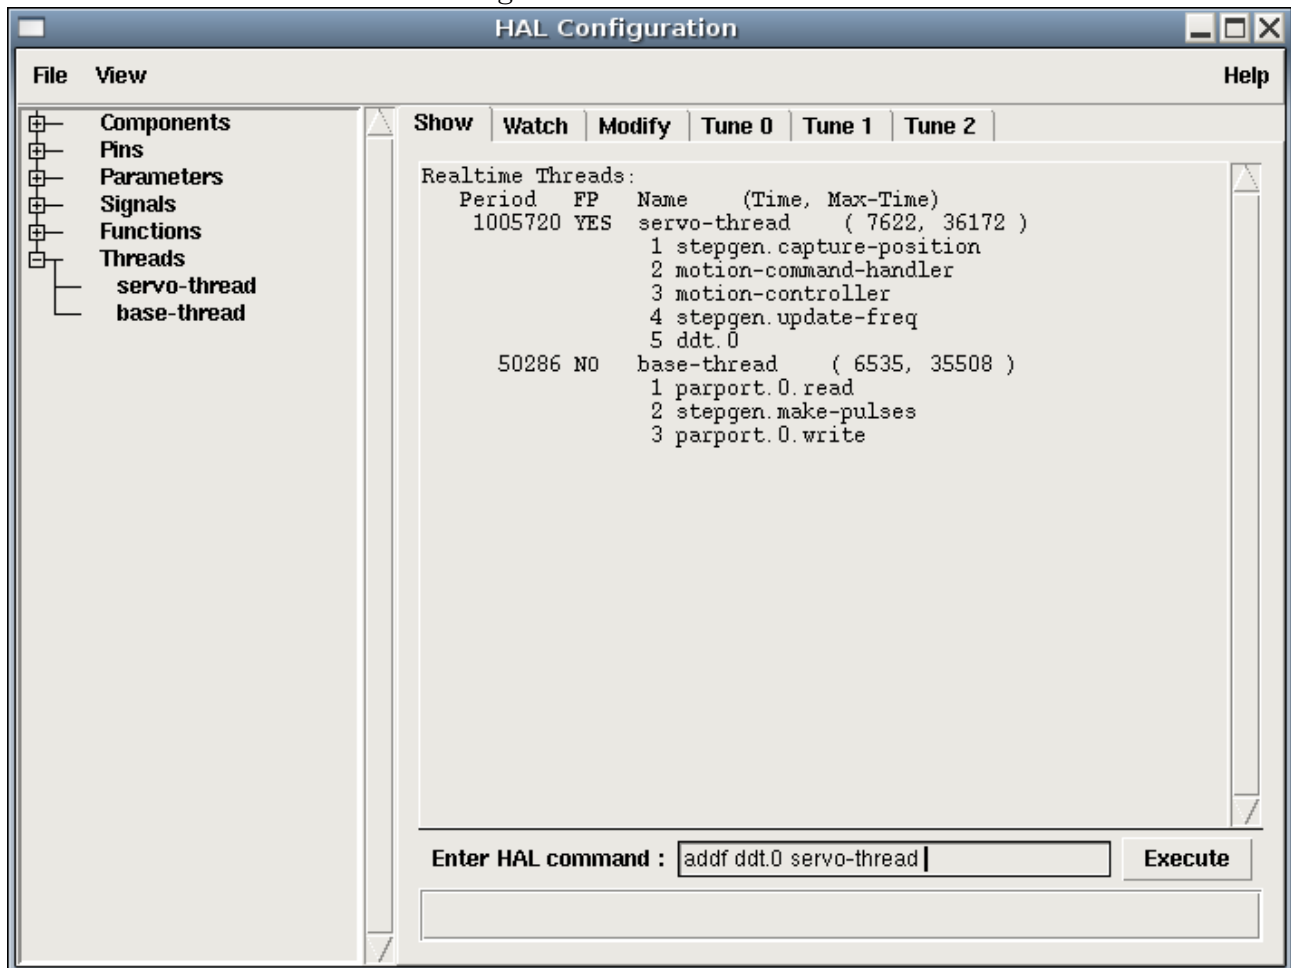 HAL Configuration
File View Help
Components
Pins
Parameters
Signals
Functions
Threads
servo-thread
base-thread
Show Watch Modify Tune 0 Tune 1 Tune 2
Realtime Threads:
Period FP Name (Time, Max-Time)
1005720 YES servo-thread ( 7622, 36172 )
1 stepgen.capture-position
2 motion-command-handler
3 motion-controller
4 stepgen.update-freq
5 ddt.0
50286 NO base-thread ( 6535, 35508 )
1 parport.0.read
2 stepgen.make-pulses
3 parport.0.write
Enter HAL command : addf ddt.0 servo-thread Execute